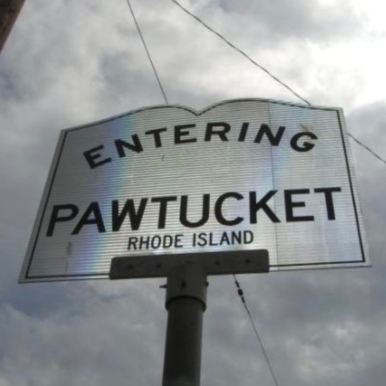 ENTERING
PAWTUCKET
RHODE ISLAND